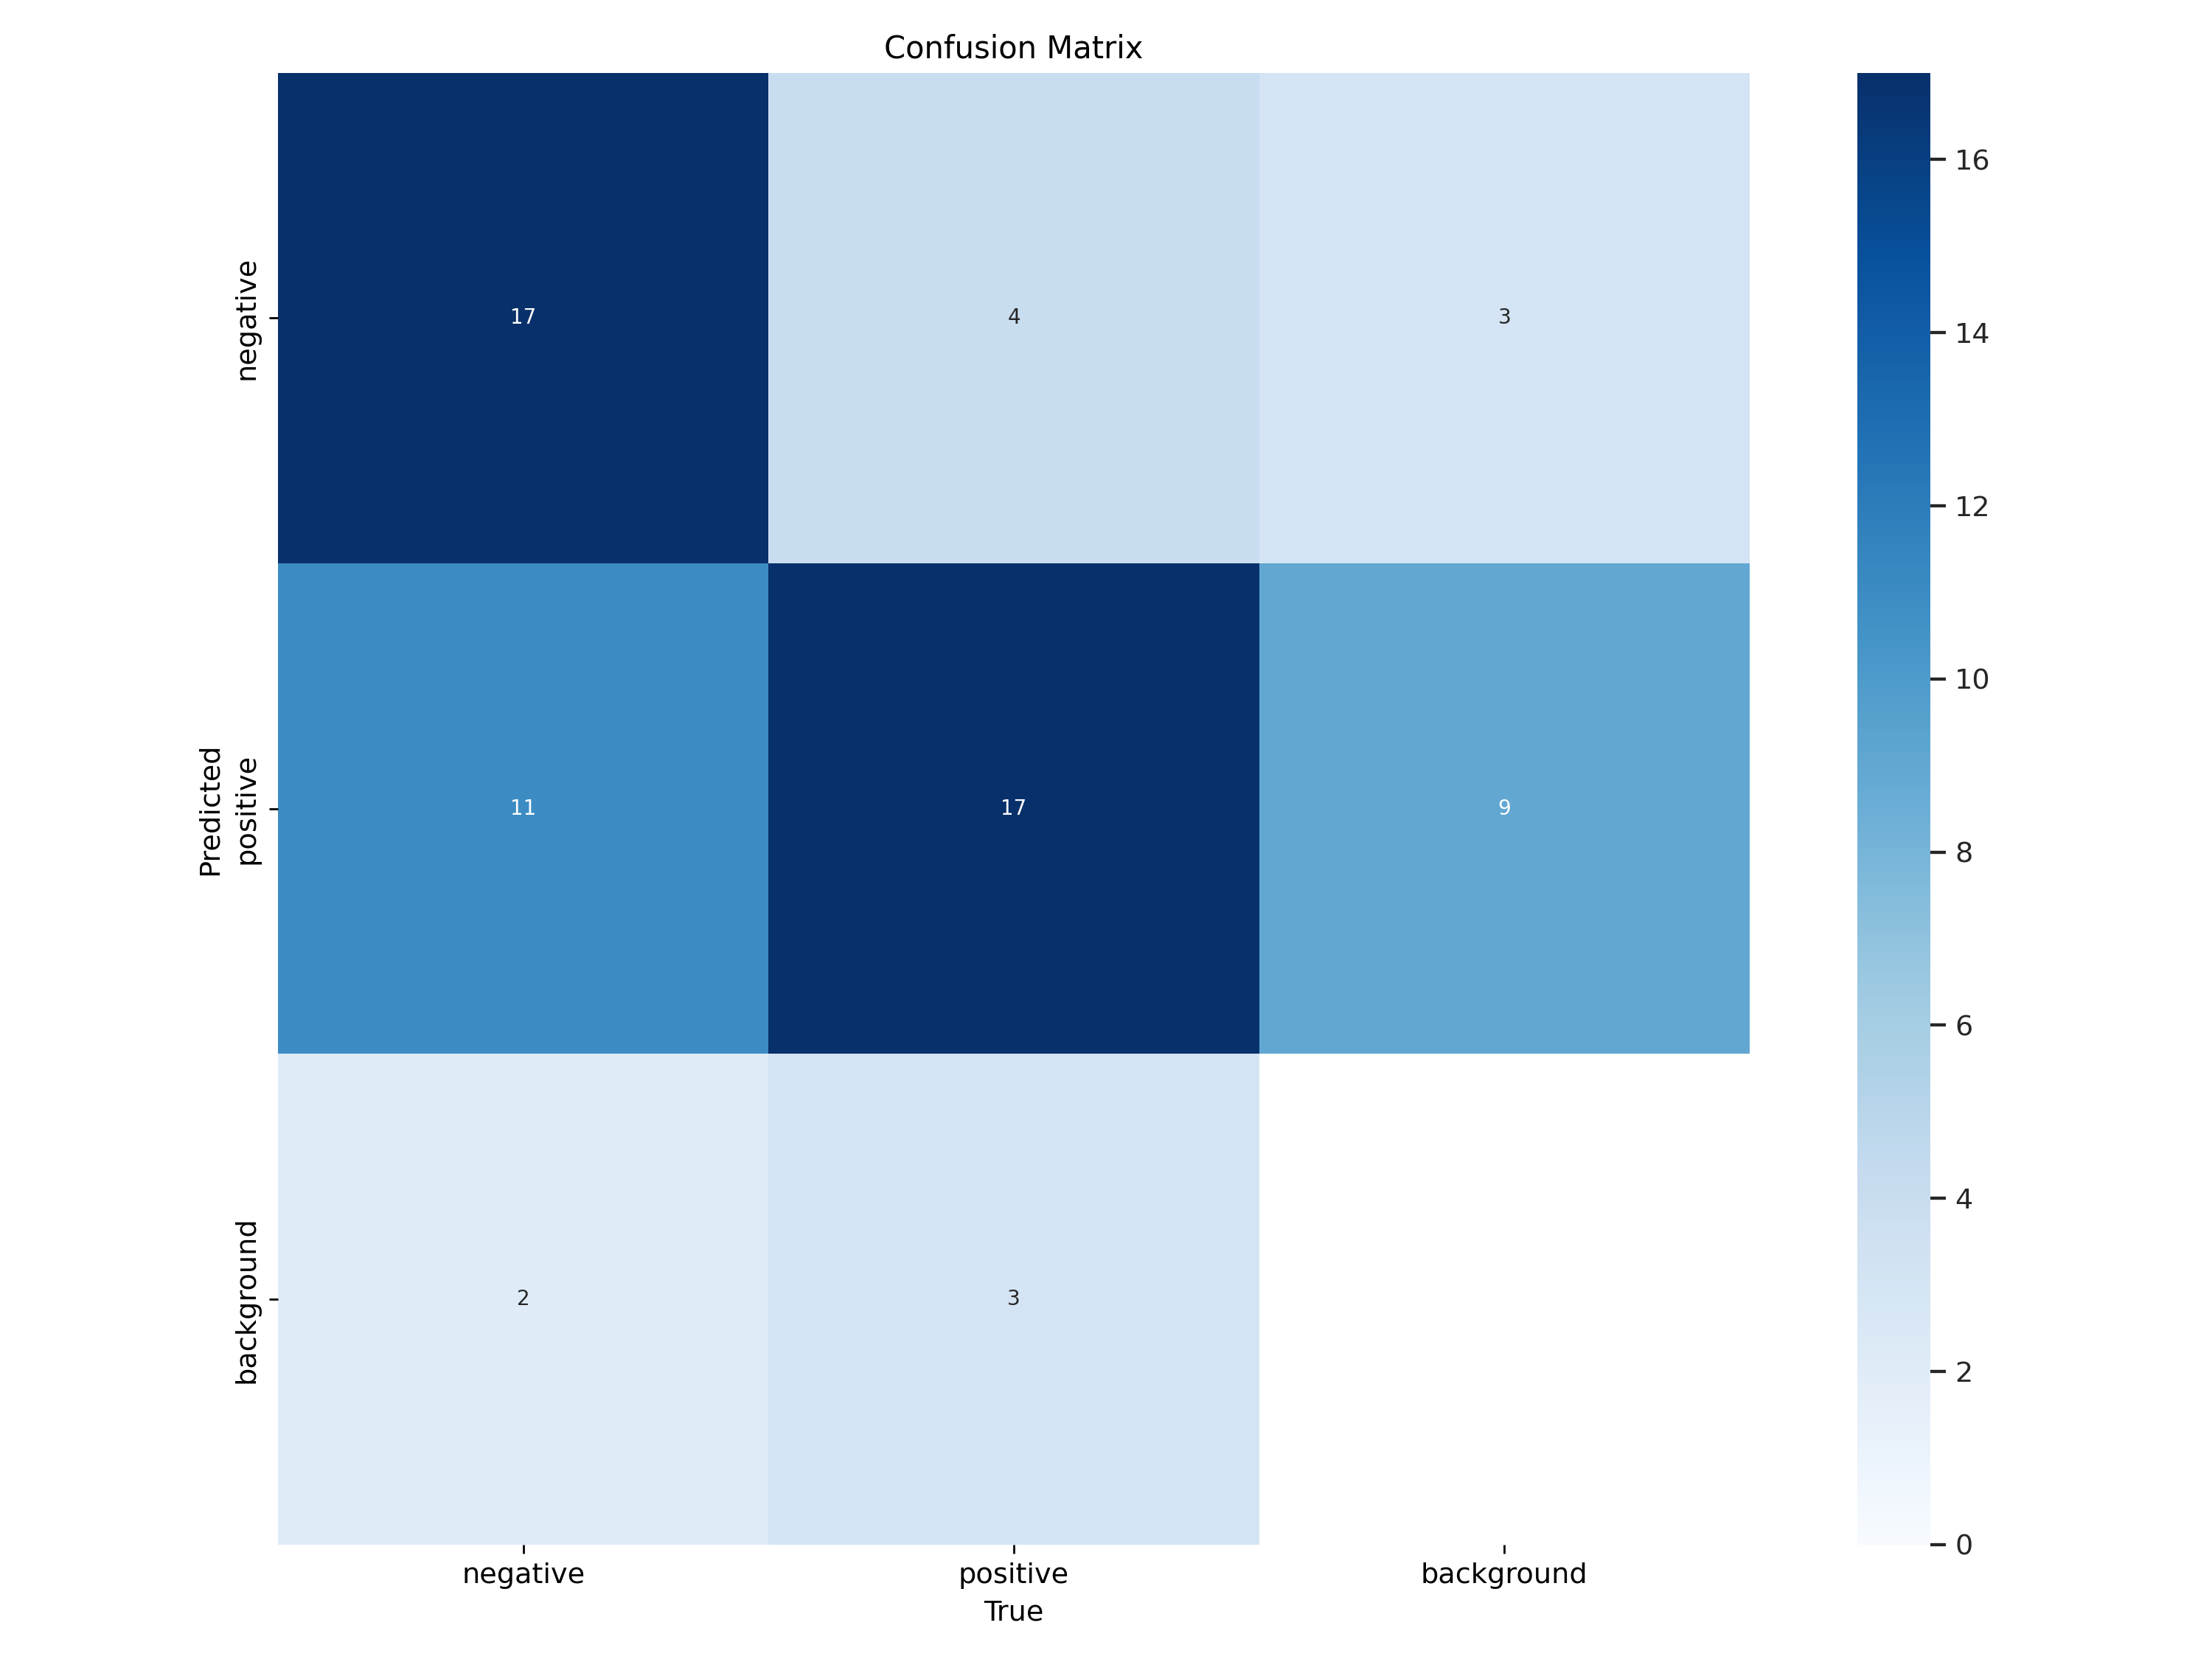 Confusion Matrix
negative
17
4
3
Predicted
positive
11
17
9
background
2
3
negative
positive
background
True
16
14
12
10
8
6
4
2
0